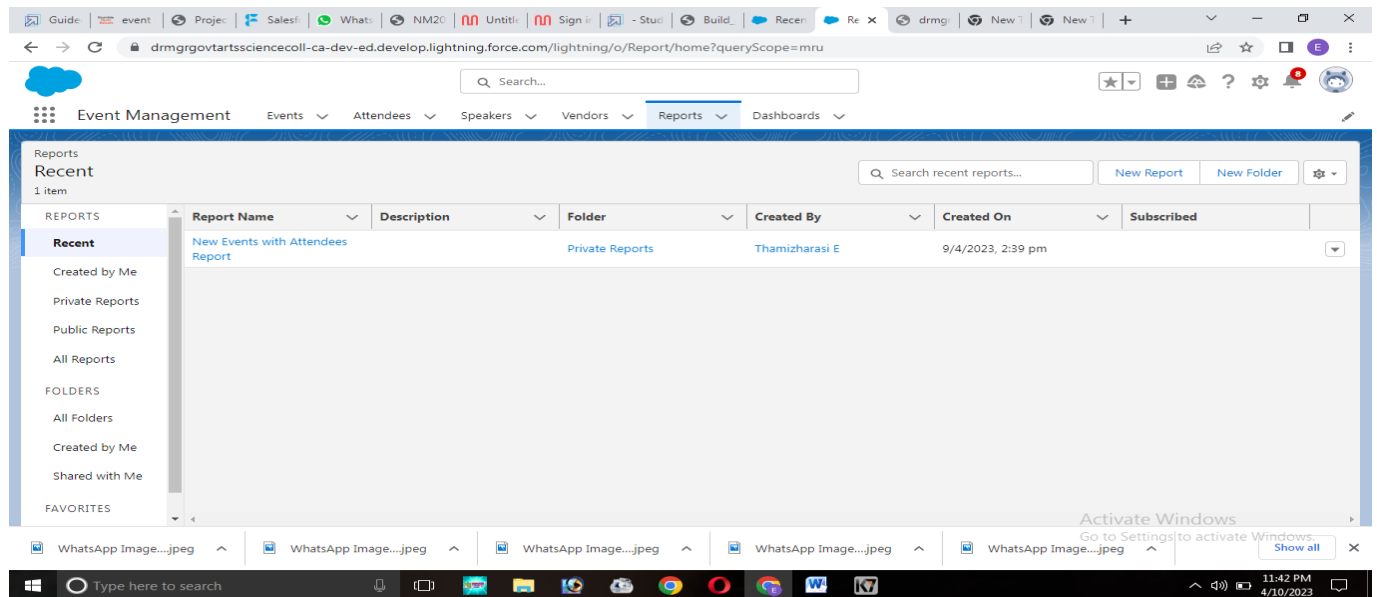 Guide: event Projec Salesf Whats NM20 Untitle Sign in - Stud Build_ Recen Re drmgr New T New T
drmgrgovtartssciencecoll-ca-dev-ed.develop.lightning.force.com/lightning/o/Report/home?queryScope=mru E
Search... 8
Event Management Events Attendees Speakers Vendors Reports Dashboards
Reports
Recent
1 item
Search recent reports... New Report New Folder
REPORTS Report Name Description Folder Created By Created On Subscribed
Recent New Events with Attendees Report Private Reports Thamizharasi E 9/4/2023, 2:39 pm
Created by Me
Private Reports
Public Reports
All Reports
FOLDERS
All Folders
Created by Me
Shared with Me
FAVORITES
Activate Windows
Go to Settings to activate Windows.
WhatsApp Image....jpeg WhatsApp Image....jpeg WhatsApp Image....jpeg WhatsApp Image....jpeg WhatsApp Image....jpeg Show all
Type here to search 11:42 PM
4/10/2023